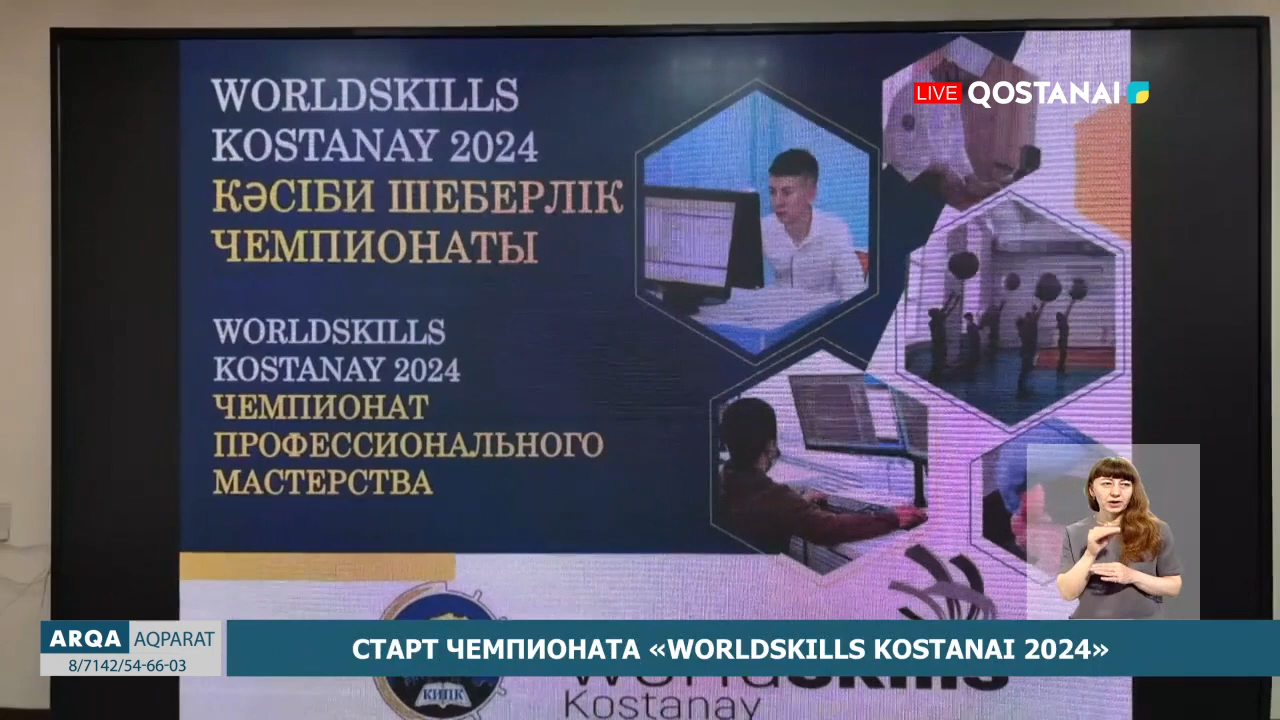 WORLDSKILLS
KOSTANAY 2024
КӘСІБИ ШЕБЕРЛІК
ЧЕМПИОНАТЫ
WORLDSKILLS
KOSTANAY 2024
ЧЕМПИОНАТ
ПРОФЕССИОНАЛЬНОГО
МАСТЕРСТВА
LIVE QOSTANAI
ARQA AQPARAT
8/7142/54-66-03
СТАРТ ЧЕМПИОНАТА «WORLDSKILLS KOSTANAI 2024»
КИПК
worldskills
Kostanay